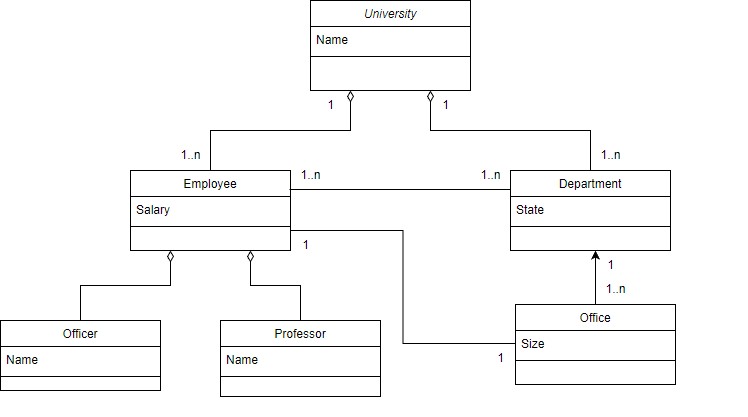 University
Name
1
1
1..n
1..n
Employee
1..n
1..n
Department
Salary
State
1
1
1..n
Officer
Professor
Office
Name
Name
Size
1